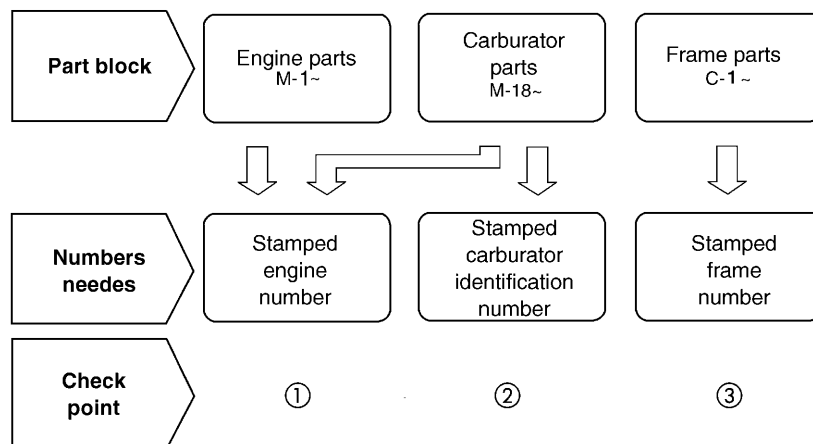 Part block
Engine parts
M-1~
Carburator
parts
M-18~
Frame parts
C-1 ~
Numbers
needes
Stamped
engine
number
Stamped
carburator
identification
number
Stamped
frame
number
Check
point
①
②
③